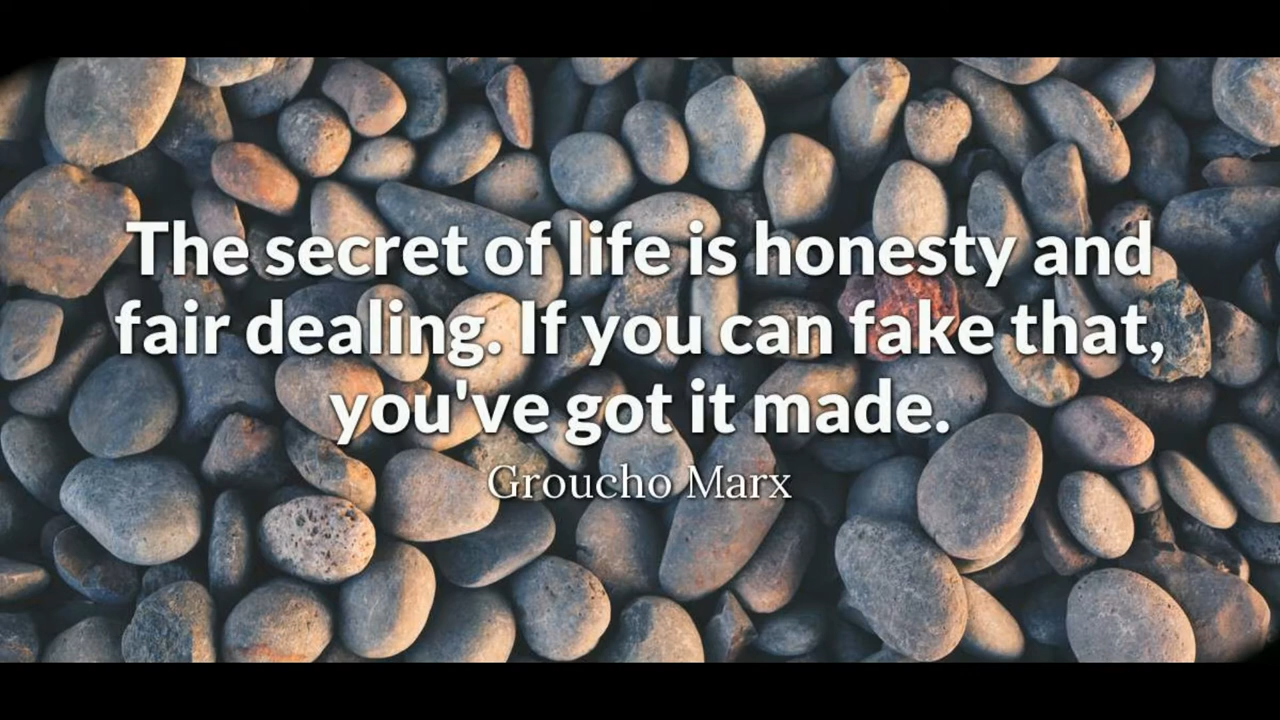 The secret of life is honesty and
fair dealing. If you can fake that,
you've got it made.
Groucho Marx